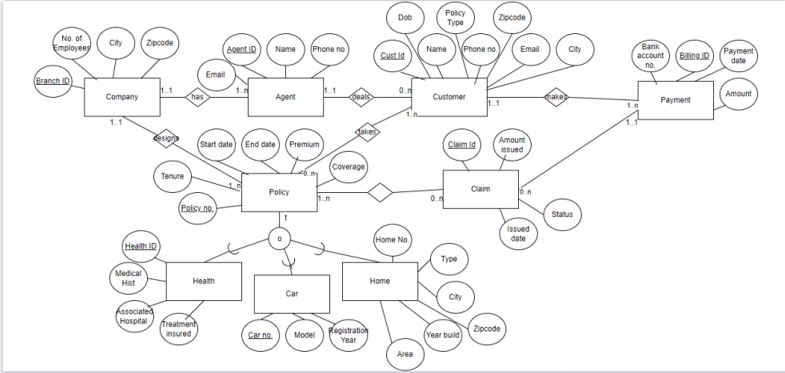 Dob
Policy
Type
Zipcode
No. of
Employees
City
Zipcode
Agent ID
Name
Phone no.
Cust Id
Name
Phone no.
Email
City
Bank
account
no.
Billing ID
Payment
date
Branch ID
Email
Amount
Company
1..1
has
1..n
Agent
1..1
deals
0..n
Customer
1..1
makes
1..n
Payment
1..1
1..n
1..1
designs
takes
Start date
End date
Premium
Claim Id
Amount
issued
Coverage
0..n
Tenure
1..n
Policy
1..n
0..n
Claim
0..n
Policy no.
Status
t
Issued
date
o
Home No.
Health ID
Type
Medical
Hist
Health
Car
Home
City
Associated
Hospital
Treatment
insured
Car no.
Model
Registration
Year
Year build
Zipcode
Area